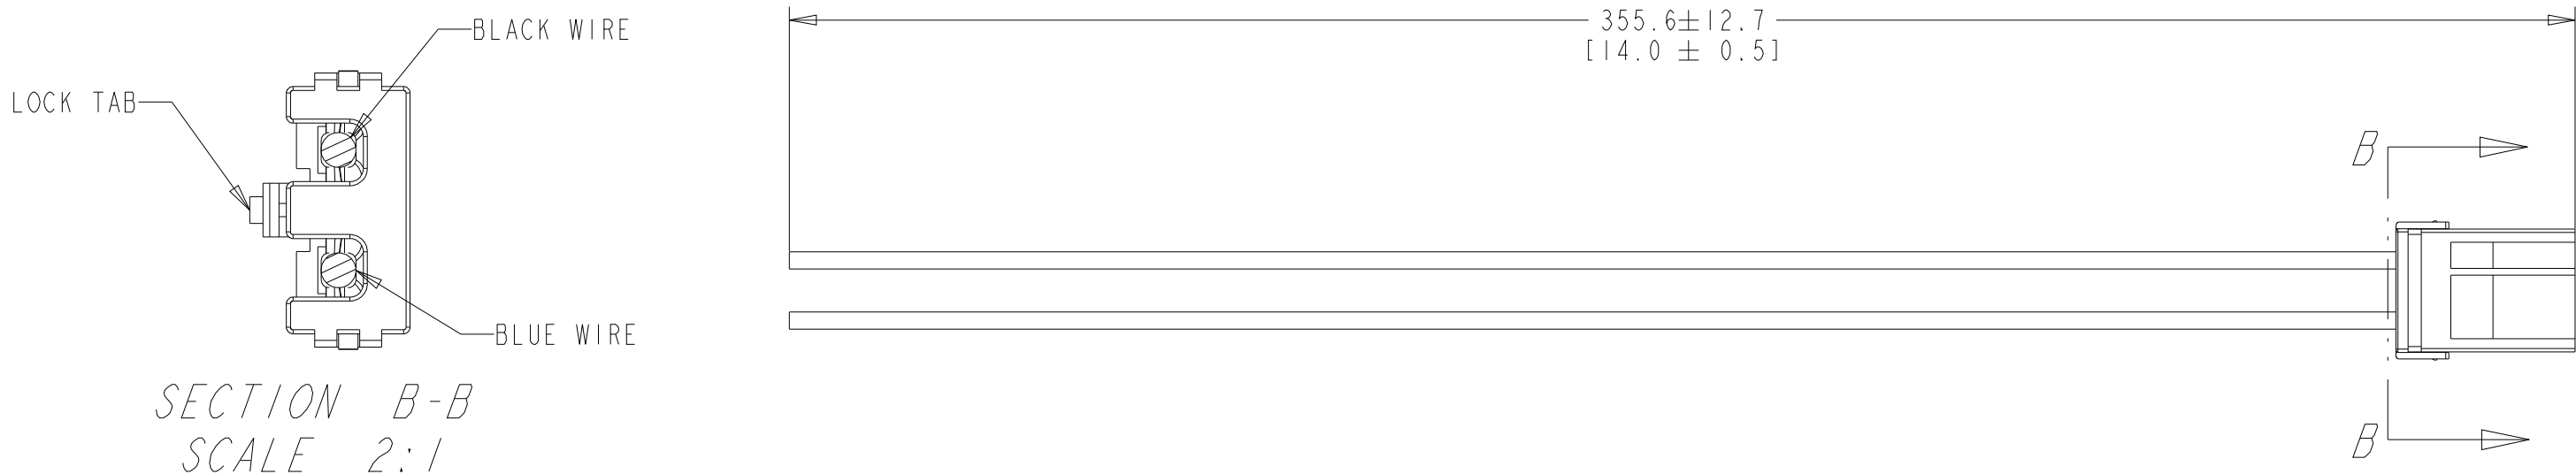 BLACK WIRE
LOCK TAB
BLUE WIRE
SECTION B-B
SCALE 2:1
355.6±12.7
[14.0 ± 0.5]
B
B